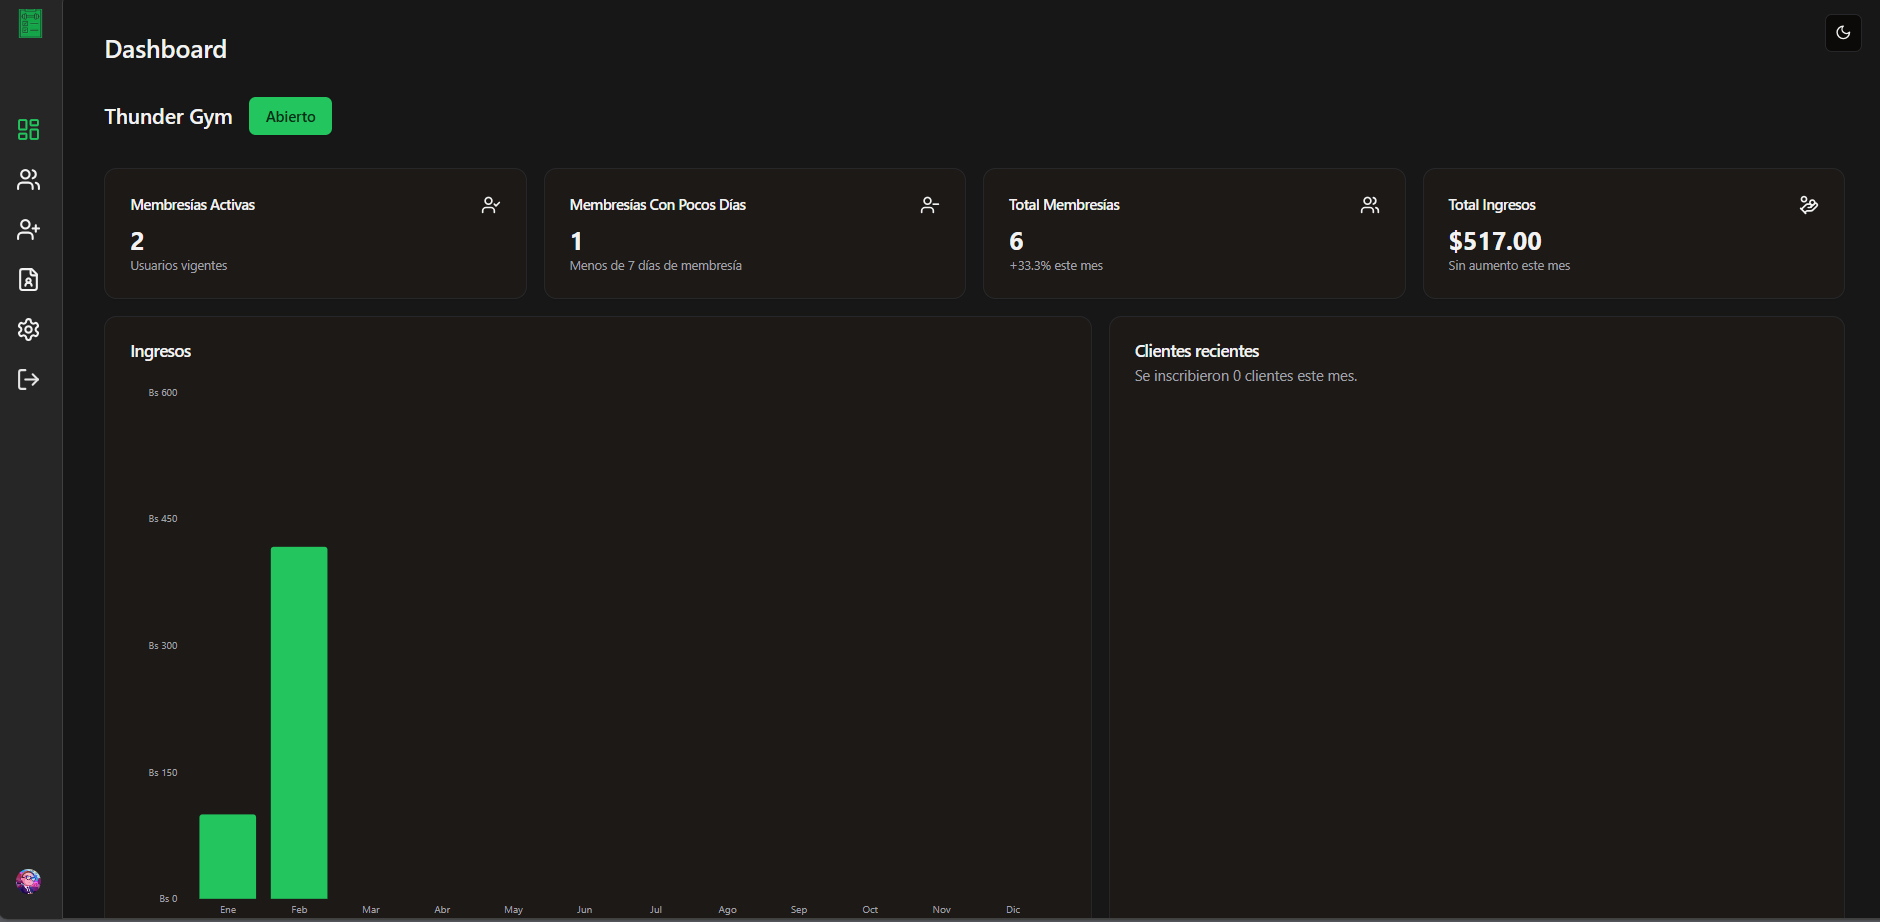 Dashboard
Thunder Gym
Abierto
Membresías Activas
2
Usuarios vigentes
Membresías Con Pocos Días
1
Menos de 7 días de membresía
Total Membresías
6
+33.3% este mes
Total Ingresos
$517.00
Sin aumento este mes
Ingresos
Bs 600
Bs 450
Bs 300
Bs 150
Bs 0
Ene Feb Mar Abr May Jun Jul Ago Sep Oct Nov Dic
Clientes recientes
Se inscribieron 0 clientes este mes.